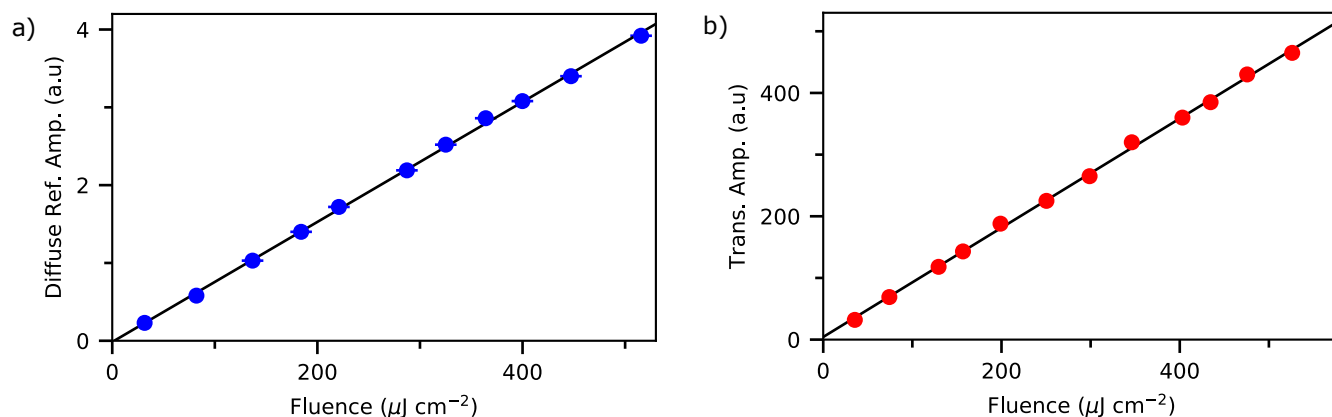 a)
Diffuse Ref. Amp. (a.u)
4
2
0
0 200 400
Fluence (μJ cm⁻²)
b)
Trans. Amp. (a.u)
400
200
0
0 200 400
Fluence (μJ cm⁻²)